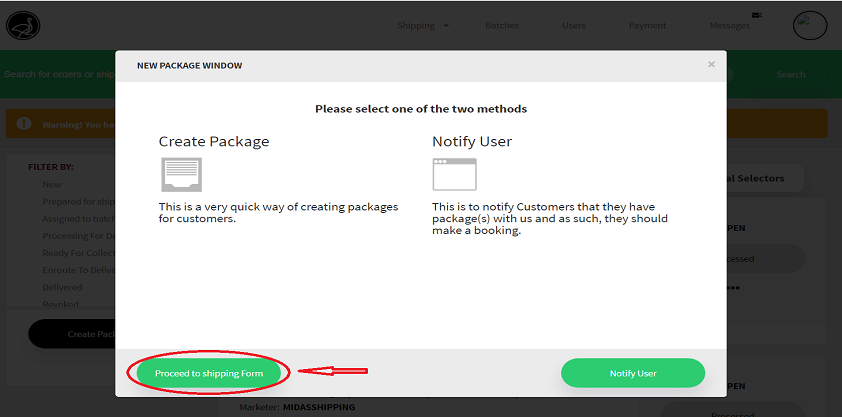 Shipping
Batches
Users
Payment
Messages
Search for orders or ship
Search
Warning! You ha
NEW PACKAGE WINDOW
×
Please select one of the two methods
Create Package
Notify User
This is a very quick way of creating packages
for customers.
This is to notify Customers that they have
package(s) with us and as such, they should
make a booking.
Proceed to shipping Form
Notify User
FILTER BY:
New
Prepared for ship
Assigned to batc
Processing For De
Ready For Collect
Enroute To Delive
Delivered
Revoked
Create Pack
al Selectors
PEN
cessed
PEN
Processed
Marketer: MIDASSHIPPING